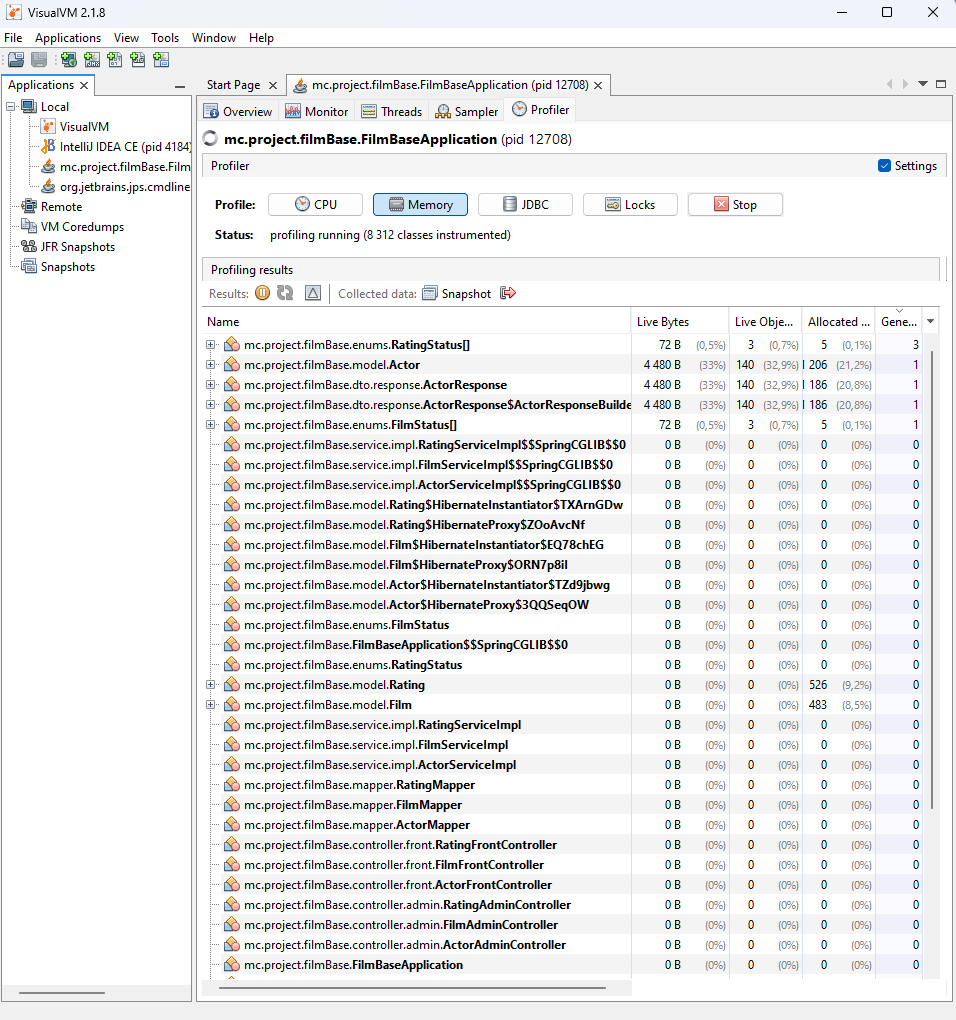 VisualVM 2.1.8
File Applications View Tools Window Help
Applications
Start Page
mc.project.filmBase.FilmBaseApplication (pid 12708)
Local
VisualVM
IntelliJ IDEA CE (pid 4184)
mc.project.filmBase.Film
org.jetbrains.jps.cmdline
Remote
VM Coredumps
JFR Snapshots
Snapshots
Overview Monitor Threads Sampler Profiler
mc.project.filmBase.FilmBaseApplication (pid 12708)
Profiler Settings
Profile: CPU Memory JDBC Locks Stop
Status: profiling running (8 312 classes instrumented)
Profiling results
Results: Collected data: Snapshot
Name Live Bytes Live Obje... Allocated ... Gene...
mc.project.filmBase.enums.RatingStatus[] 72 B (0,5%) 3 (0,7%) 5 (0,1%) 3
mc.project.filmBase.model.Actor 4 480 B (33%) 140 (32,9%) 1 206 (21,2%) 1
mc.project.filmBase.dto.response.ActorResponse 4 480 B (33%) 140 (32,9%) 1 186 (20,8%) 1
mc.project.filmBase.dto.response.ActorResponse$ActorResponseBuilde 4 480 B (33%) 140 (32,9%) 1 186 (20,8%) 1
mc.project.filmBase.enums.FilmStatus[] 72 B (0,5%) 3 (0,7%) 5 (0,1%) 1
mc.project.filmBase.service.impl.RatingServiceImpl$$SpringCGLIB$$0 0 B (0%) 0 (0%) 0 (0%) 0
mc.project.filmBase.service.impl.FilmServiceImpl$$SpringCGLIB$$0 0 B (0%) 0 (0%) 0 (0%) 0
mc.project.filmBase.service.impl.ActorServiceImpl$$SpringCGLIB$$0 0 B (0%) 0 (0%) 0 (0%) 0
mc.project.filmBase.model.Rating$HibernateInstantiator$TXArnGDw 0 B (0%) 0 (0%) 0 (0%) 0
mc.project.filmBase.model.Rating$HibernateProxy$ZOoAvcNf 0 B (0%) 0 (0%) 0 (0%) 0
mc.project.filmBase.model.Film$HibernateInstantiator$EQ78chEG 0 B (0%) 0 (0%) 0 (0%) 0
mc.project.filmBase.model.Film$HibernateProxy$ORN7p8il 0 B (0%) 0 (0%) 0 (0%) 0
mc.project.filmBase.model.Actor$HibernateInstantiator$TZd9jbwg 0 B (0%) 0 (0%) 0 (0%) 0
mc.project.filmBase.model.Actor$HibernateProxy$3QQSeqOW 0 B (0%) 0 (0%) 0 (0%) 0
mc.project.filmBase.enums.FilmStatus 0 B (0%) 0 (0%) 0 (0%) 0
mc.project.filmBase.FilmBaseApplication$$SpringCGLIB$$0 0 B (0%) 0 (0%) 0 (0%) 0
mc.project.filmBase.enums.RatingStatus 0 B (0%) 0 (0%) 0 (0%) 0
mc.project.filmBase.model.Rating 0 B (0%) 0 (0%) 526 (9,2%) 0
mc.project.filmBase.model.Film 0 B (0%) 0 (0%) 483 (8,5%) 0
mc.project.filmBase.service.impl.RatingServiceImpl 0 B (0%) 0 (0%) 0 (0%) 0
mc.project.filmBase.service.impl.FilmServiceImpl 0 B (0%) 0 (0%) 0 (0%) 0
mc.project.filmBase.service.impl.ActorServiceImpl 0 B (0%) 0 (0%) 0 (0%) 0
mc.project.filmBase.mapper.RatingMapper 0 B (0%) 0 (0%) 0 (0%) 0
mc.project.filmBase.mapper.FilmMapper 0 B (0%) 0 (0%) 0 (0%) 0
mc.project.filmBase.mapper.ActorMapper 0 B (0%) 0 (0%) 0 (0%) 0
mc.project.filmBase.controller.front.RatingFrontController 0 B (0%) 0 (0%) 0 (0%) 0
mc.project.filmBase.controller.front.FilmFrontController 0 B (0%) 0 (0%) 0 (0%) 0
mc.project.filmBase.controller.front.ActorFrontController 0 B (0%) 0 (0%) 0 (0%) 0
mc.project.filmBase.controller.admin.RatingAdminController 0 B (0%) 0 (0%) 0 (0%) 0
mc.project.filmBase.controller.admin.FilmAdminController 0 B (0%) 0 (0%) 0 (0%) 0
mc.project.filmBase.controller.admin.ActorAdminController 0 B (0%) 0 (0%) 0 (0%) 0
mc.project.filmBase.FilmBaseApplication 0 B (0%) 0 (0%) 0 (0%) 0